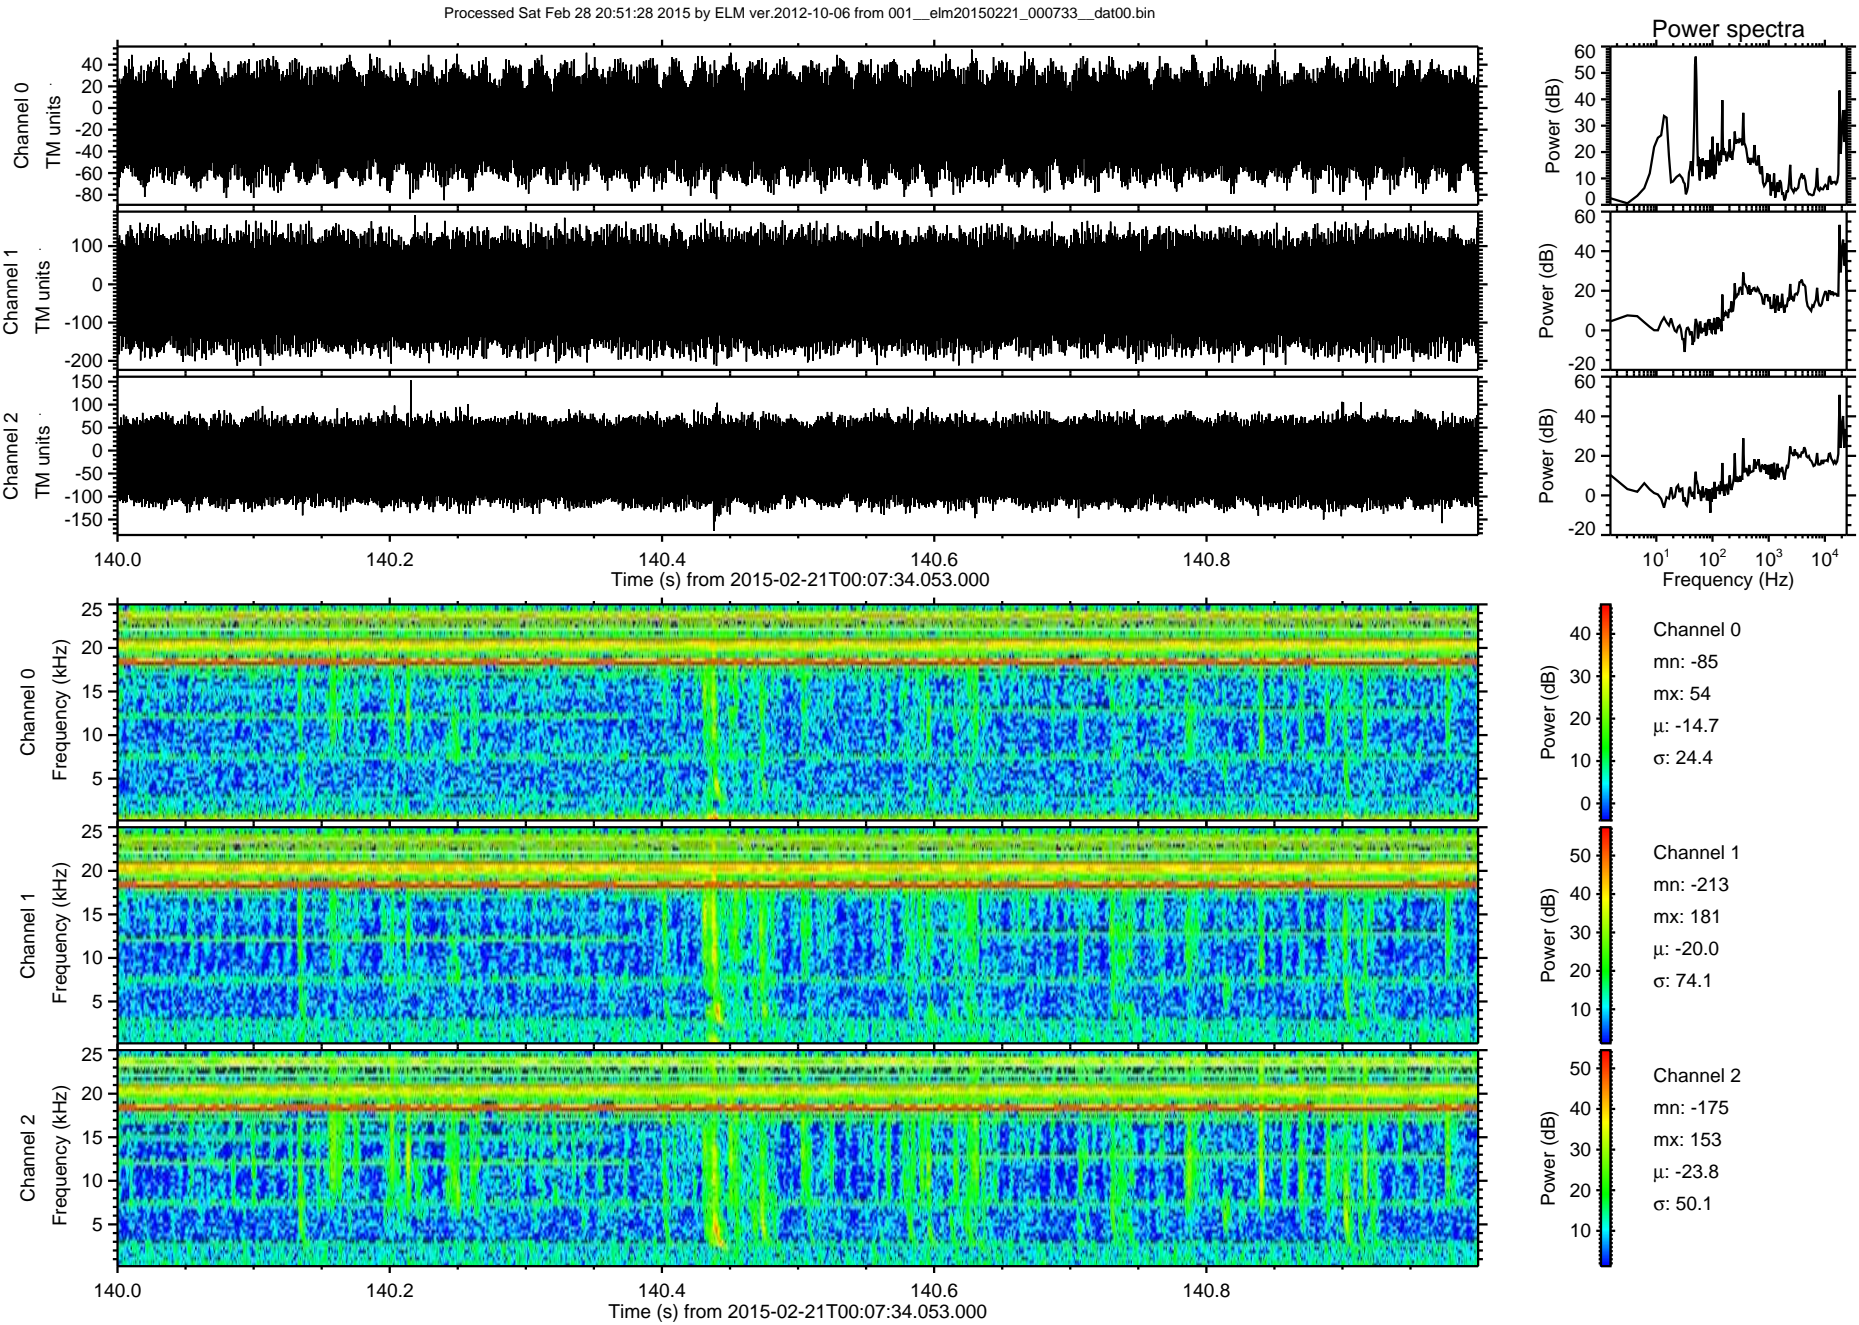 Processed Sat Feb 28 20:51:28 2015 by ELM ver.2012-10-06 from 001__elm20150221_000733__dat00.bin
Power spectra
Channel 0
TM units
40
20
0
-20
-40
-60
-80
Power (dB)
60
50
40
30
20
10
0
Channel 1
TM units
100
0
-100
-200
Power (dB)
60
40
20
0
-20
Channel 2
TM units
150
100
50
0
-50
-100
-150
Power (dB)
60
40
20
0
-20
140.0 140.2 140.4 140.6 140.8
Time (s) from 2015-02-21T00:07:34.053.000
10^1 10^2 10^3 10^4
Frequency (Hz)
Channel 0
Frequency (kHz)
25
20
15
10
5
Power (dB)
40
30
20
10
0
Channel 0
mn: -85
mx: 54
μ: -14.7
σ: 24.4
Channel 1
Frequency (kHz)
25
20
15
10
5
Power (dB)
50
40
30
20
10
Channel 1
mn: -213
mx: 181
μ: -20.0
σ: 74.1
Channel 2
Frequency (kHz)
25
20
15
10
5
Power (dB)
50
40
30
20
10
Channel 2
mn: -175
mx: 153
μ: -23.8
σ: 50.1
140.0 140.2 140.4 140.6 140.8
Time (s) from 2015-02-21T00:07:34.053.000